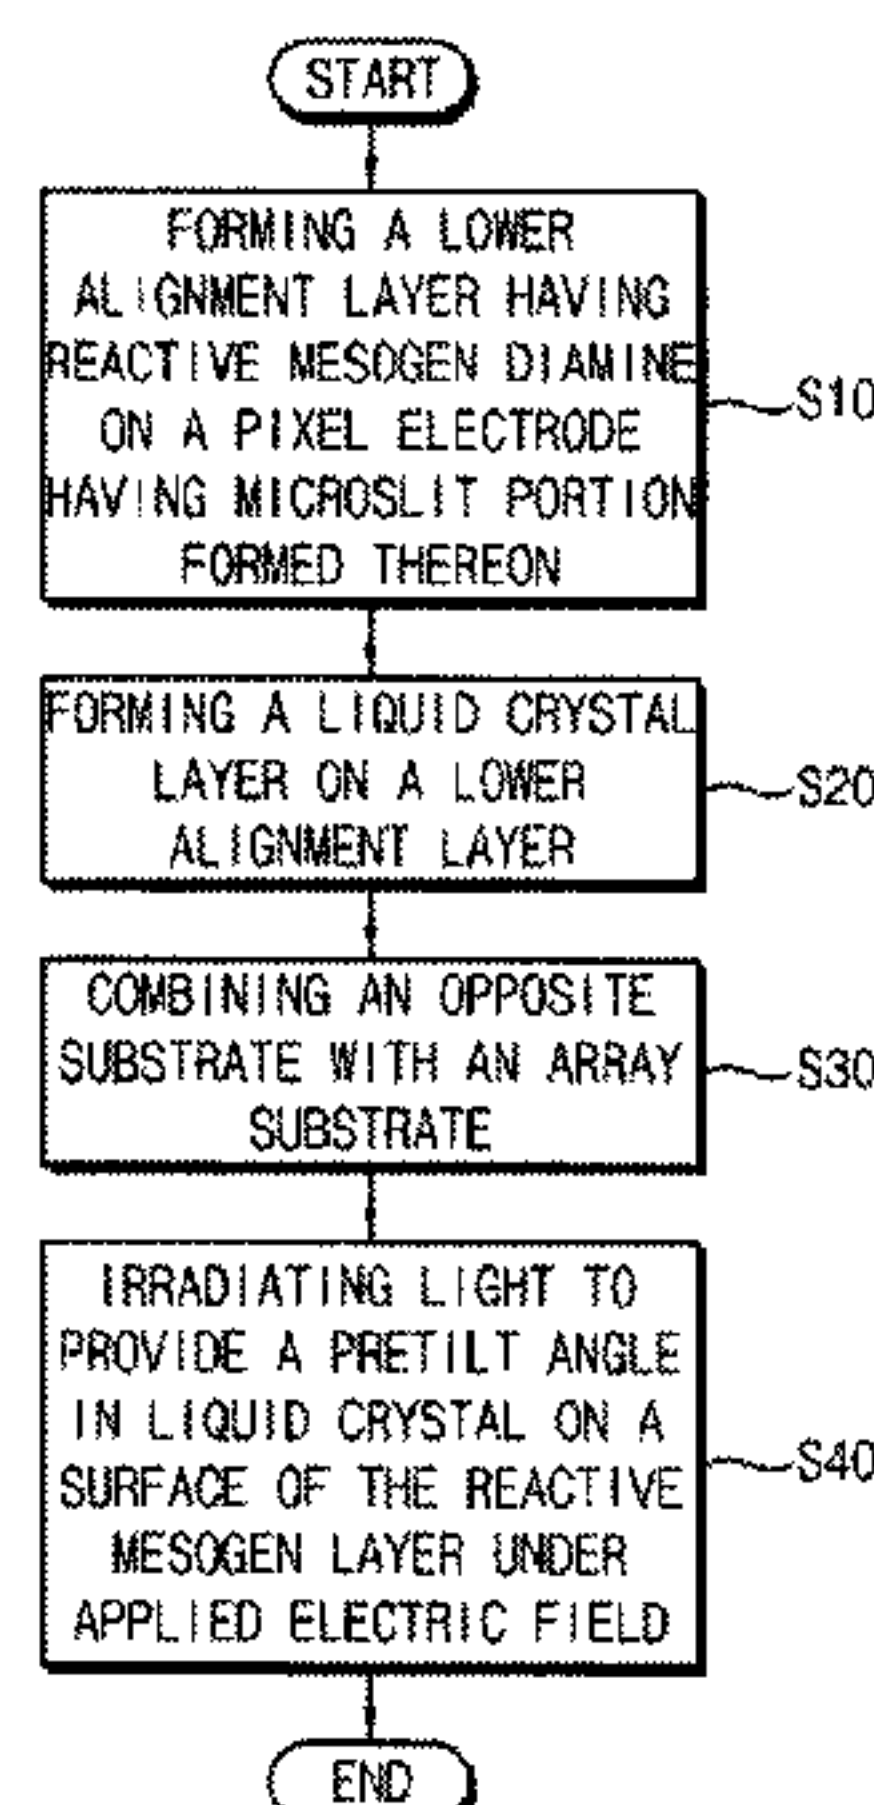 START
FORMING A LOWER
ALIGNMENT LAYER HAVING
REACTIVE MESOGEN DIAMINE
ON A PIXEL ELECTRODE
HAVING MICROSLIT PORTION
FORMED THEREON
S10
FORMING A LIQUID CRYSTAL
LAYER ON A LOWER
ALIGNMENT LAYER
S20
COMBINING AN OPPOSITE
SUBSTRATE WITH AN ARRAY
SUBSTRATE
S30
IRRADIATING LIGHT TO
PROVIDE A PRETILT ANGLE
IN LIQUID CRYSTAL ON A
SURFACE OF THE REACTIVE
MESOGEN LAYER UNDER
APPLIED ELECTRIC FIELD
S40
END